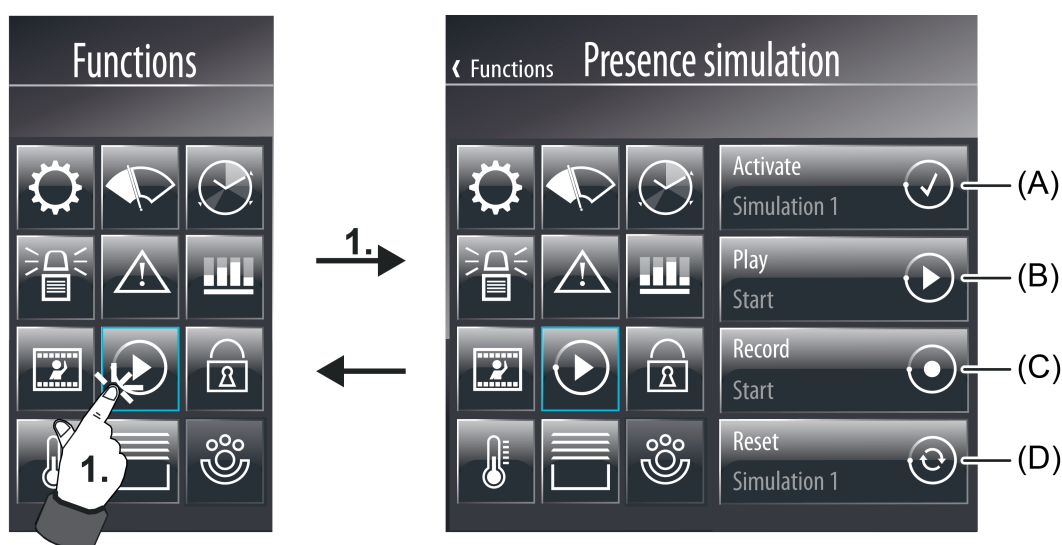 Functions
1.
1.
‹ Functions Presence simulation
Activate
Simulation 1
(A)
Play
Start
(B)
Record
Start
(C)
Reset
Simulation 1
(D)